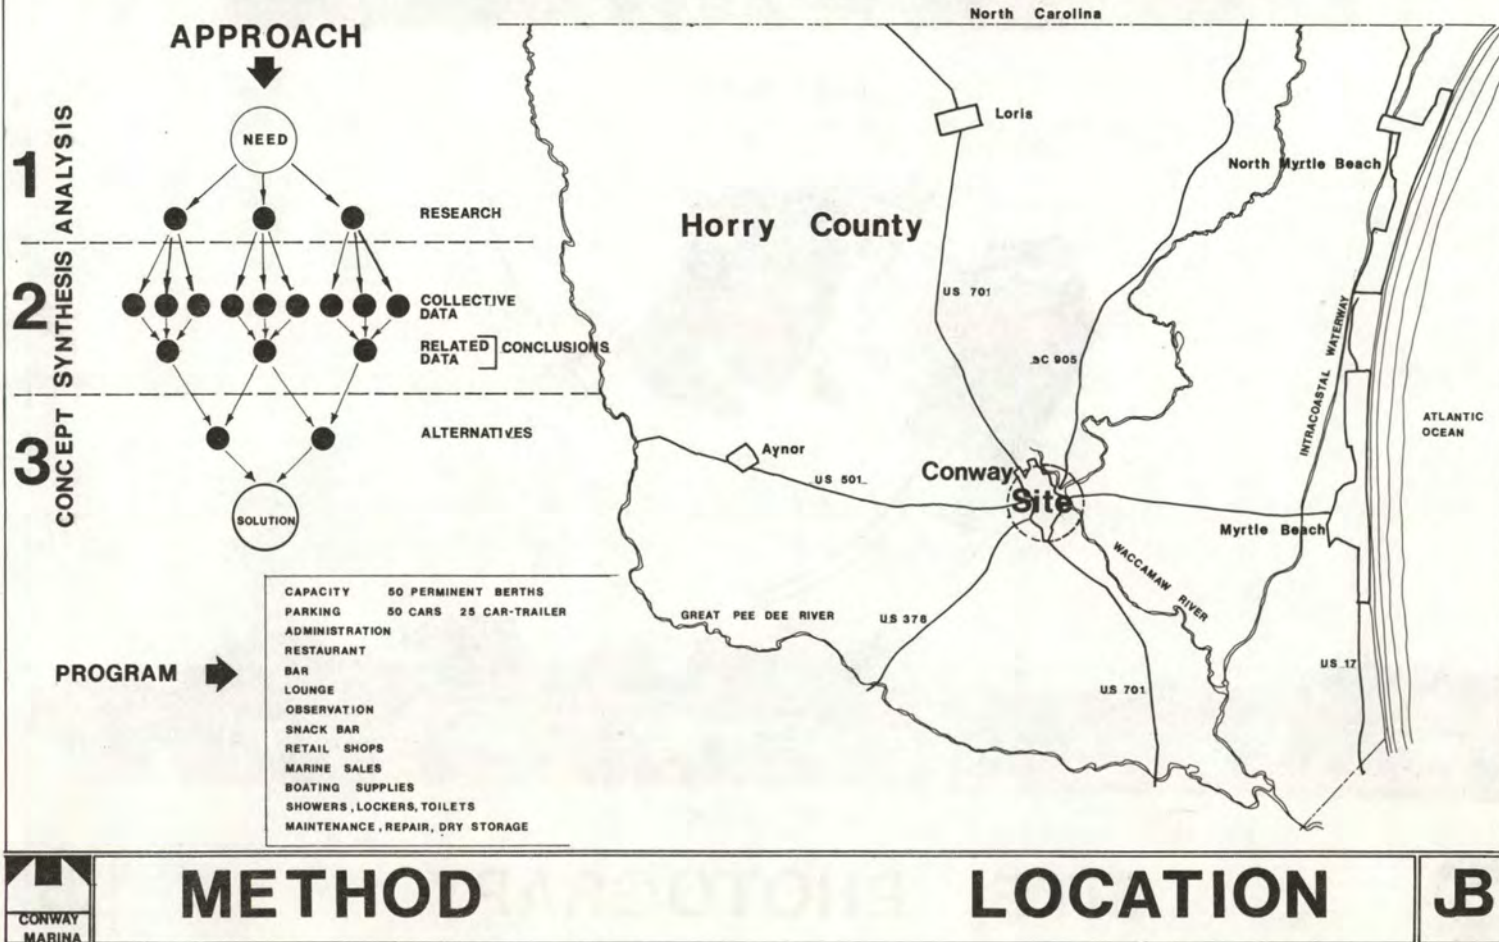 APPROACH
NEED
1
ANALYSIS
RESEARCH
2
SYNTHESIS
COLLECTIVE
DATA
RELATED
DATA
CONCLUSIONS
3
CONCEPT
ALTERNATIVES
SOLUTION
PROGRAM
CAPACITY 50 PERMINENT BERTHS
PARKING 50 CARS 25 CAR-TRAILER
ADMINISTRATION
RESTAURANT
BAR
LOUNGE
OBSERVATION
SNACK BAR
RETAIL SHOPS
MARINE SALES
BOATING SUPPLIES
SHOWERS, LOCKERS, TOILETS
MAINTENANCE, REPAIR, DRY STORAGE
North Carolina
Loris
North Myrtle Beach
Horry County
US 701
SC 905
INTRACOASTAL WATERWAY
ATLANTIC
OCEAN
Aynor
US 501
Conway
Site
Myrtle Beach
WACCAMAW RIVER
GREAT PEE DEE RIVER
US 378
US 17
US 701
CONWAY
MARINA
METHOD
LOCATION
JB